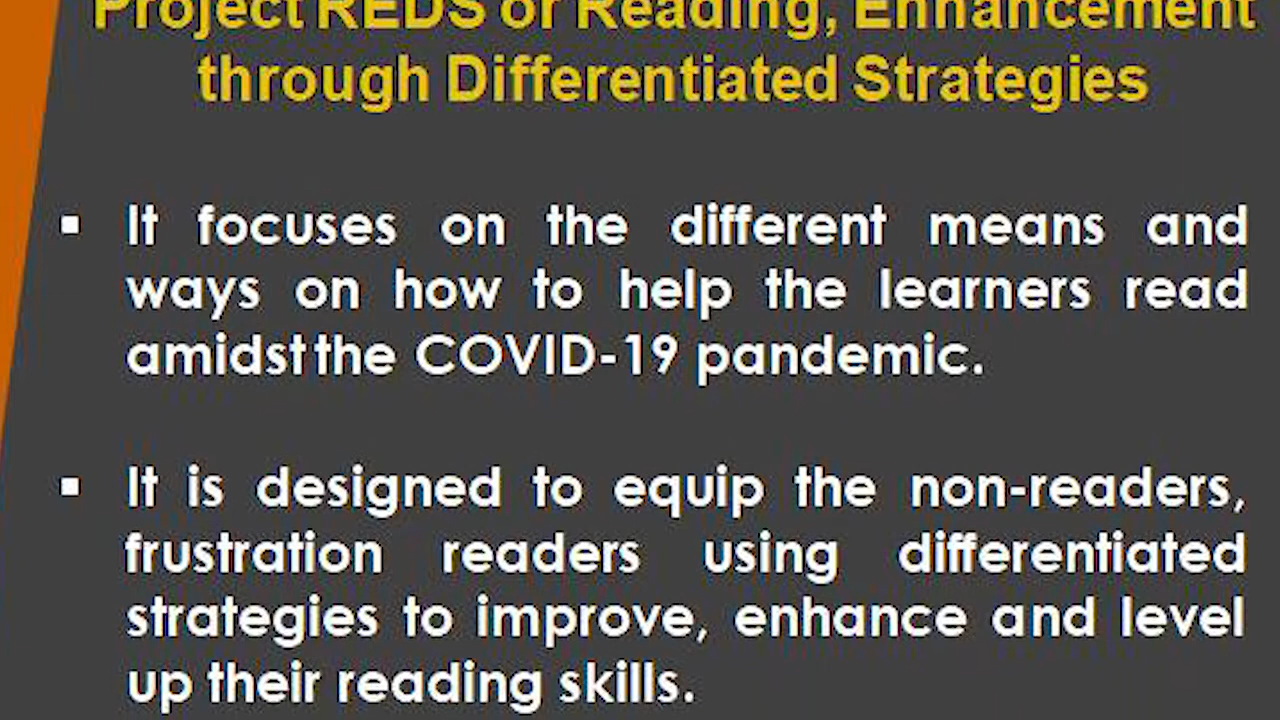 Project REDS or Reading, Enhancement
through Differentiated Strategies
▪ It focuses on the different means and
ways on how to help the learners read
amidst the COVID-19 pandemic.
▪ It is designed to equip the non-readers,
frustration readers using differentiated
strategies to improve, enhance and level
up their reading skills.